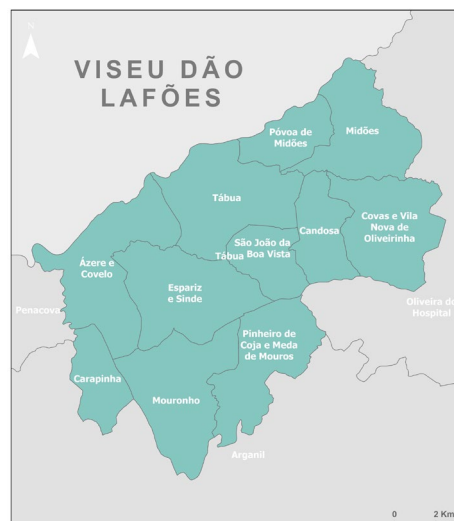 N
VISEU DÃO
LAFÕES
Póvoa de
Midões
Midões
Tábua
Candosa
Covas e Vila
Nova de
Oliveirinha
São João da
Boa Vista
Tábua
Ázere e
Covelo
Espariz
e Sinde
Penacova
Oliveira do
Hospital
Pinheiro de
Coja e Meda
de Mouros
Carapinha
Mouronho
Arganil
0 2 Km